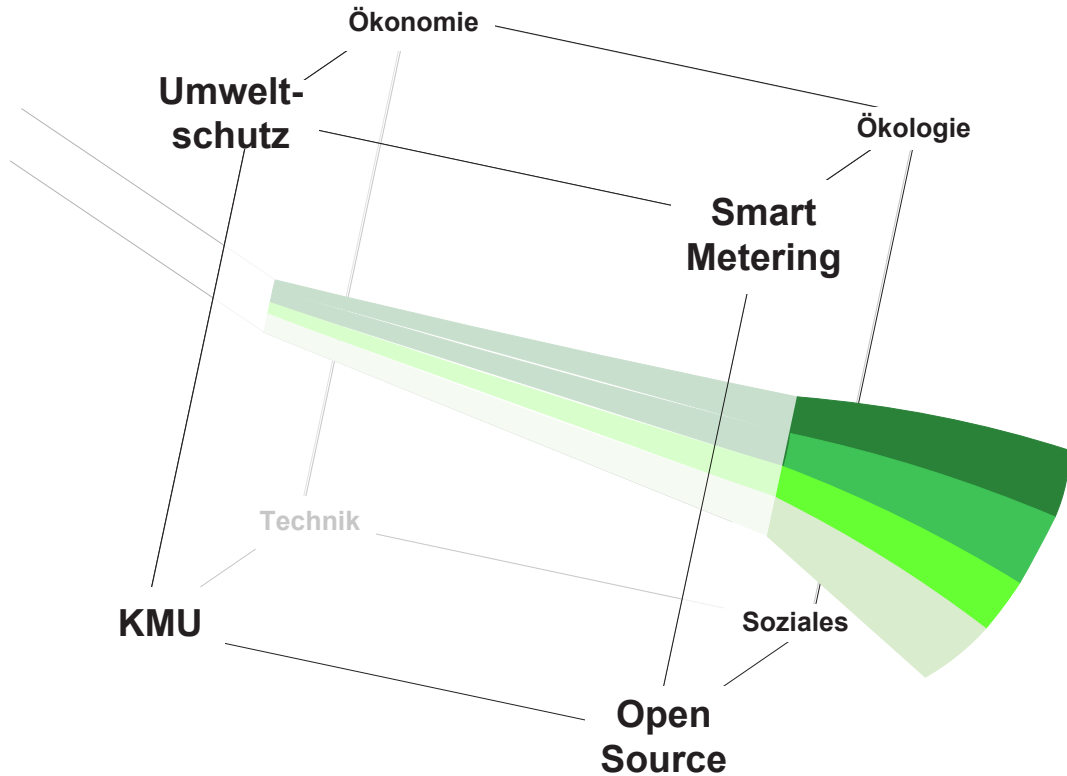 Ökonomie
Umwelt-
schutz
Ökologie
Smart
Metering
Technik
KMU
Soziales
Open
Source